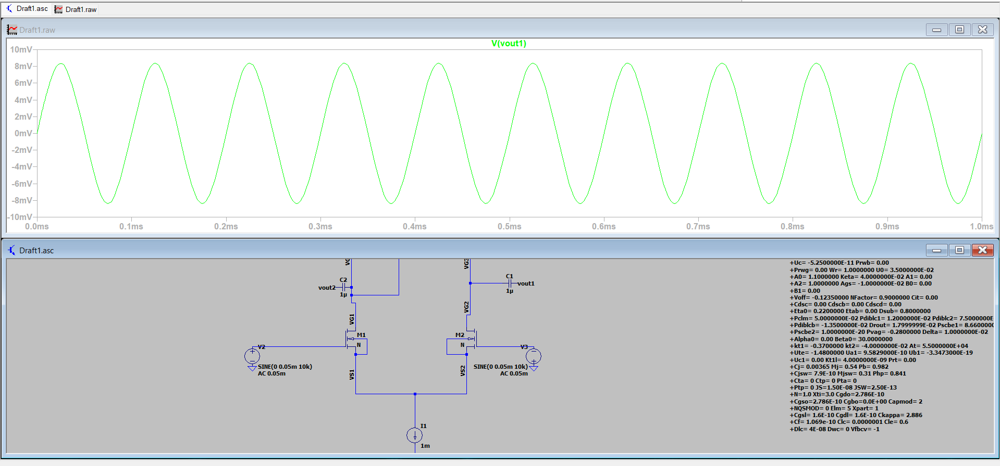 Draft1.asc Draft1.raw
Draft1.raw
V(vout1)
10mV
8mV
6mV
4mV
2mV
0mV
-2mV
-4mV
-6mV
-8mV
-10mV
0.0ms 0.1ms 0.2ms 0.3ms 0.4ms 0.5ms 0.6ms 0.7ms 0.8ms 0.9ms 1.0ms
Draft1.asc
C2
vout2
1µ
C1
vout1
1µ
VG1
VG2
M1
N
M2
N
V2
SINE(0 0.05m 10k)
AC 0.05m
V3
SINE(0 0.05m 10k)
AC 0.05m
VS1
VS2
I1
1m
+Uc= -5.2500000E-11 Prwb= 0.00
+Prwg= 0.00 Wr= 1.0000000 U0= 3.5000000E-02
+A0= 1.1000000 Keta= 4.0000000E-02 A1= 0.00
+A2= 1.0000000 Ags= -1.0000000E-02 B0= 0.00
+B1= 0.00
+Voff= -0.12350000 NFactor= 0.9000000 Cit= 0.00
+Cdsc= 0.00 Cdscb= 0.00 Cdscd= 0.00
+Eta0= 0.2200000 Etab= 0.00 Dsub= 0.8000000
+Pclm= 5.0000000E-02 Pdiblc1= 1.2000000E-02 Pdiblc2= 7.5000000E
+Pdiblcb= -1.3500000E-02 Drout= 1.7999999E-02 Pscbe1= 8.660000
+Pscbe2= 1.0000000E-20 Pvag= -0.2800000 Delta= 1.0000000E-02
+Alpha0= 0.00 Beta0= 30.0000000
+kt1= -0.3700000 kt2= -4.0000000E-02 At= 5.5000000E+04
+Ute= -1.4800000 Ua1= 9.5829000E-10 Ub1= -3.3473000E-19
+Uc1= 0.00 Kt1l= 4.0000000E-09 Prt= 0.00
+Cj= 0.00365 Mj= 0.54 Pb= 0.982
+Cjsw= 7.9E-10 Mjsw= 0.31 Php= 0.841
+Cta= 0 Ctp= 0 Pta= 0
+Ptp= 0 JS=1.50E-08 JSW=2.50E-13
+N=1.0 Xti=3.0 Cgdo=2.786E-10
+Cgso=2.786E-10 Cgbo=0.0E+00 Capmod= 2
+NQSMOD= 0 Elm= 5 Xpart= 1
+Cgsl= 1.6E-10 Cgdl= 1.6E-10 Ckappa= 2.886
+Cf= 1.069e-10 Clc= 0.0000001 Cle= 0.6
+Dlc= 4E-08 Dwc= 0 Vfbcv= -1